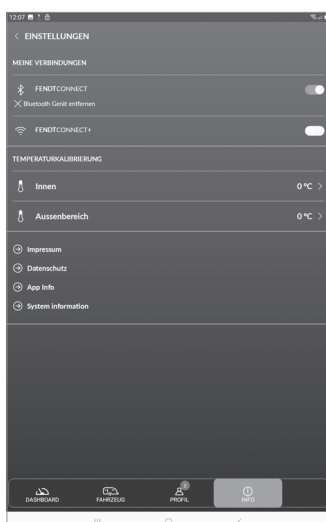 12:07
EINSTELLUNGEN
MEINE VERBINDUNGEN
FENDTCONNECT
Bluetooth Gerät entfernen
FENDTCONNECT+
TEMPERATURKALIBRIERUNG
Innen 0 °C
Aussenbereich 0 °C
Impressum
Datenschutz
App Info
System information
2
DASHBOARD FAHRZEUG PROFIL INFO